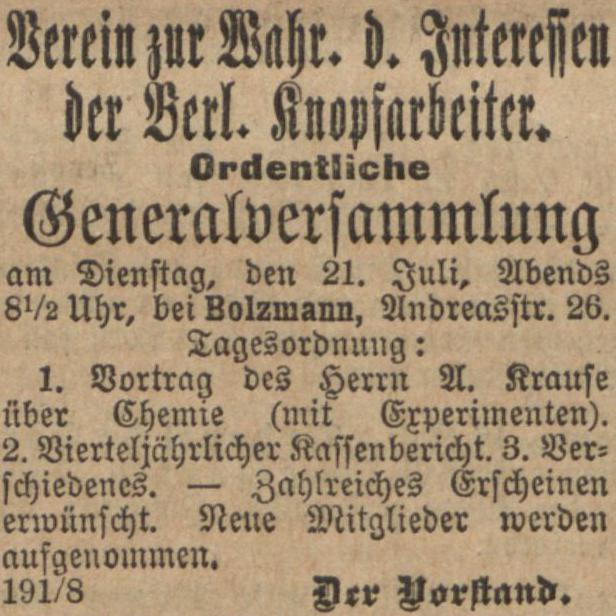 Verein zur Wahr. d. Interessen
der Berl. Knopfarbeiter.
Ordentliche
Generalversammlung
am Dienstag, den 21. Juli, Abends
8½ Uhr, bei Bolzmann, Andreasstr. 26.
Tagesordnung:
1. Vortrag des Herrn A. Krause
über Chemie (mit Experimenten).
2. Vierteljährlicher Kassenbericht. 3. Ver-
schiedenes. — Zahlreiches Erscheinen
erwünscht. Neue Mitglieder werden
aufgenommen.
191/8 Der Vorstand.